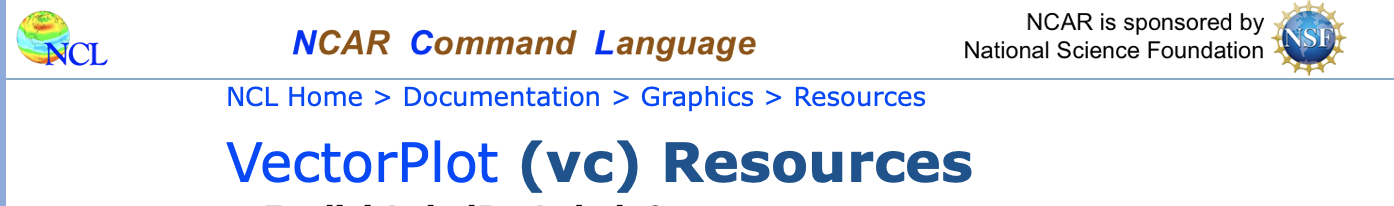 NCL
NCAR Command Language
NCAR is sponsored by
National Science Foundation
NSF
NCL Home > Documentation > Graphics > Resources
VectorPlot (vc) Resources